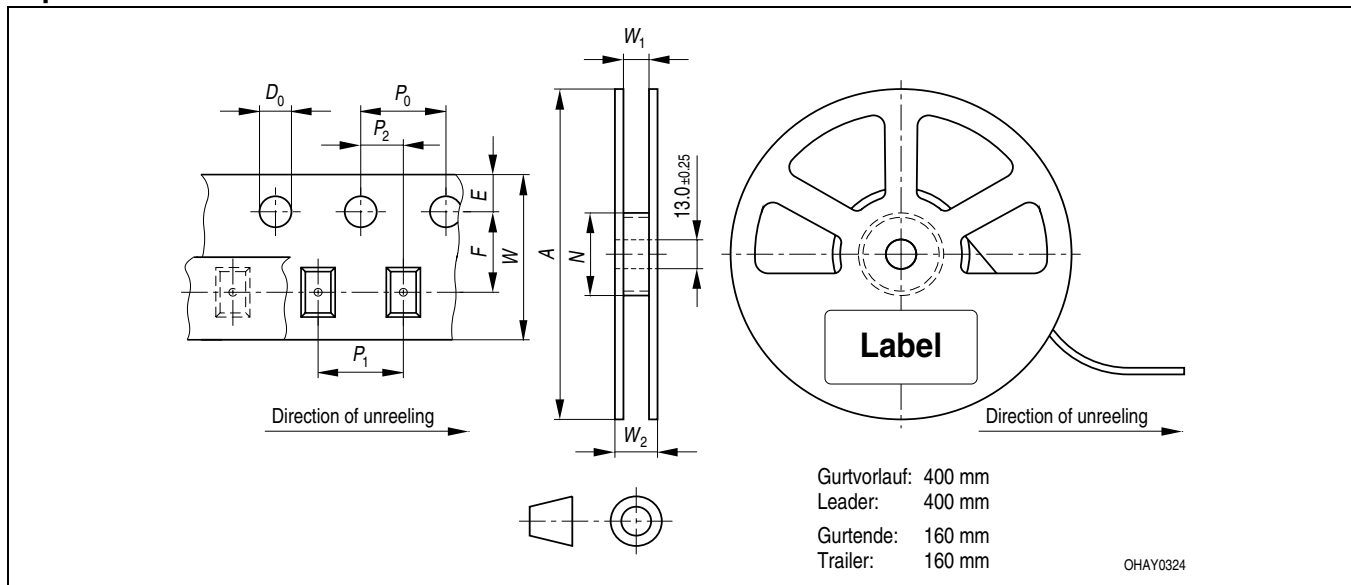 W₁
D₀
P₀
P₂
E
F
W
A
N
13.0±0.25
P₁
Label
Direction of unreeling
W₂
Direction of unreeling
Gurtvorlauf: 400 mm
Leader: 400 mm
Gurtende: 160 mm
Trailer: 160 mm
OHAY0324